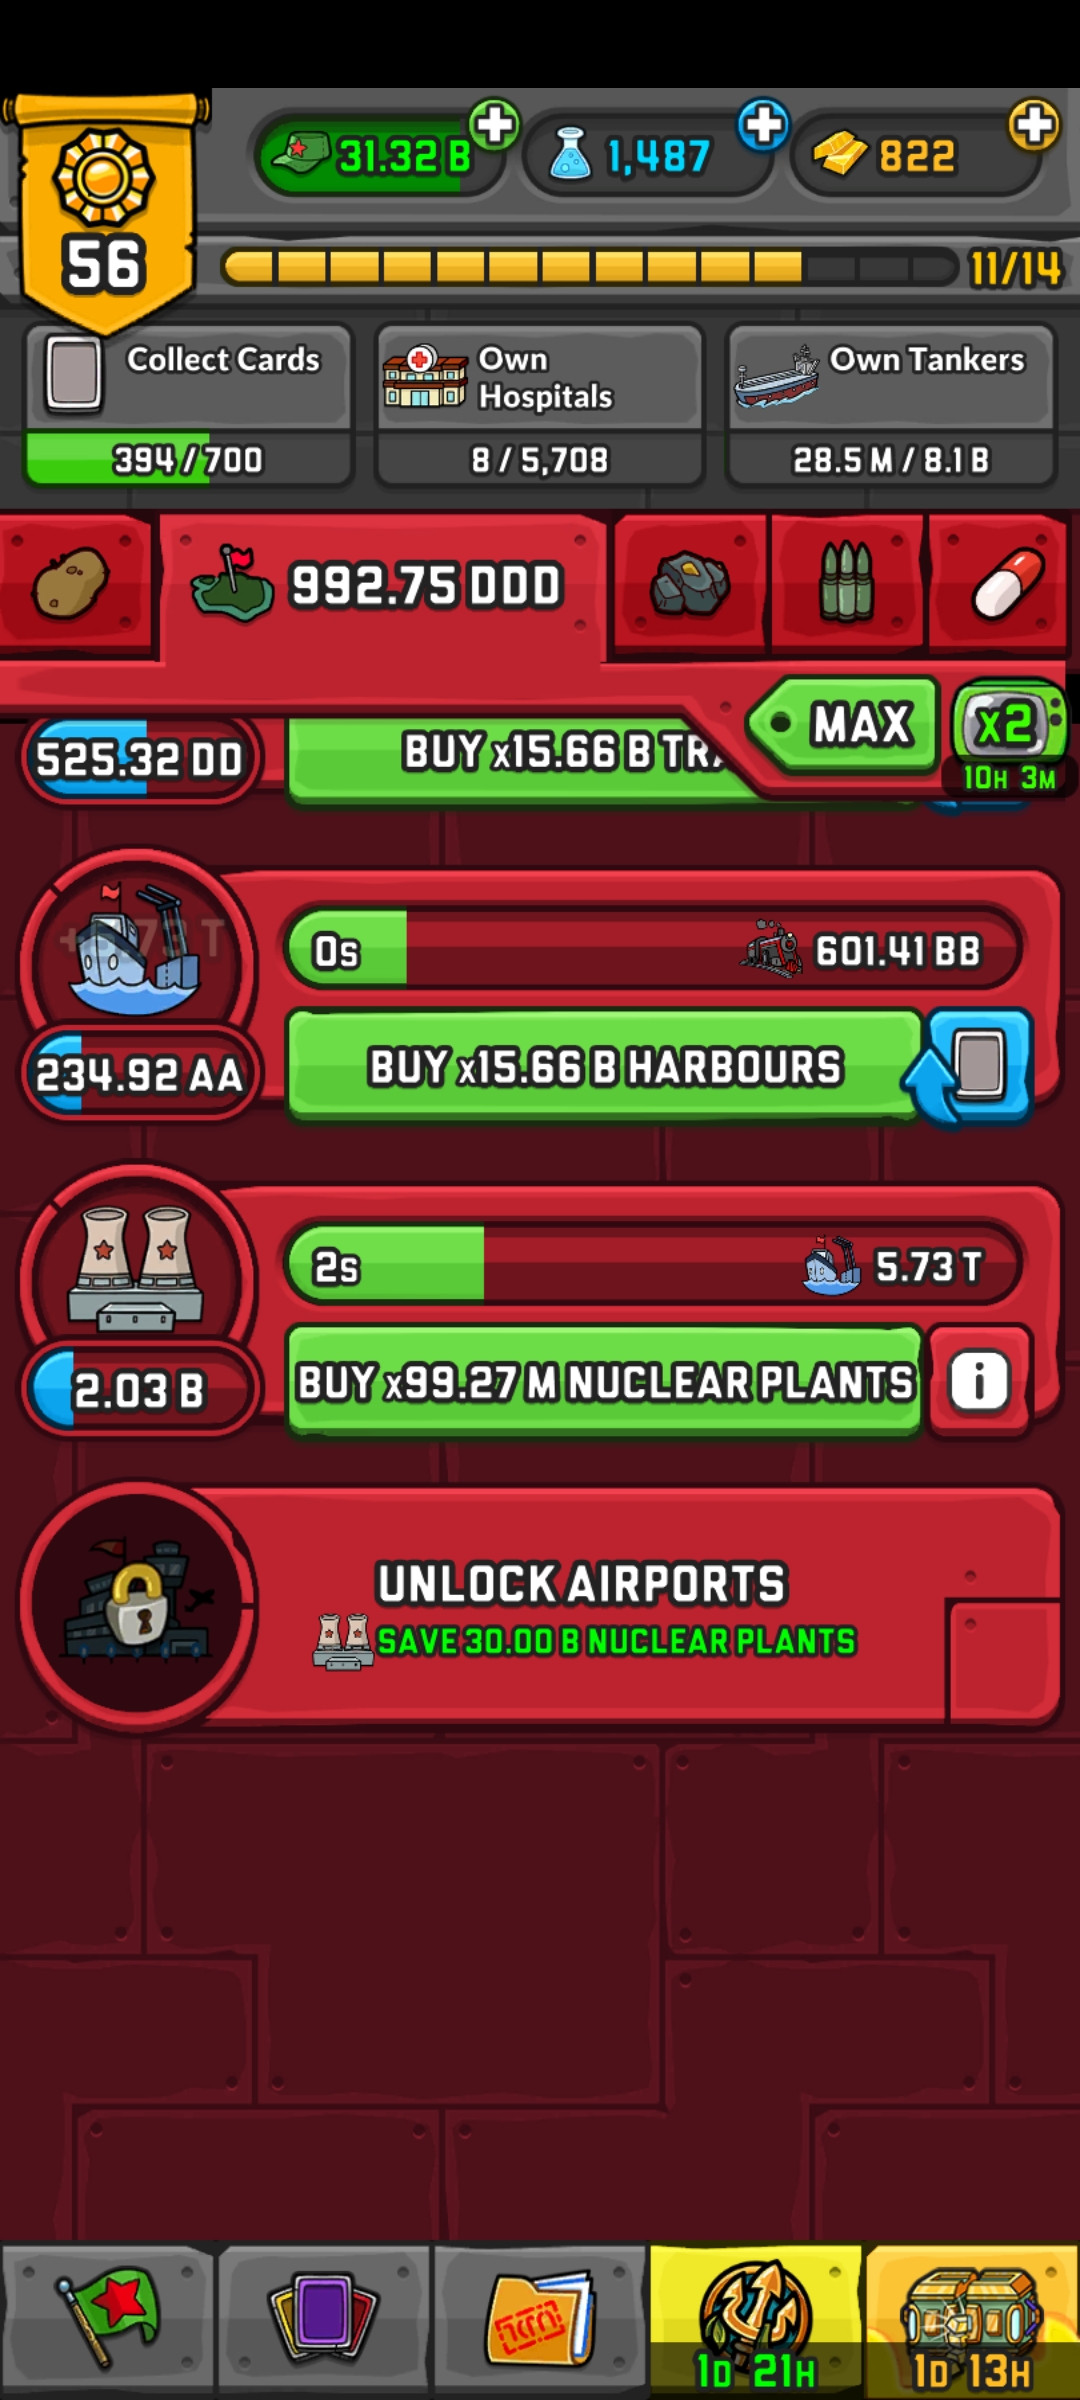 31.32 B
1,487
822
56
11/14
Collect Cards
394 / 700
Own
Hospitals
8 / 5,708
Own Tankers
28.5 M / 8.1 B
992.75 DDD
MAX
x2
10H 3M
525.32 DD
BUY x15.66 B
0s
601.41 BB
234.92 AA
BUY x15.66 B HARBOURS
2s
5.73 T
2.03 B
BUY x99.27 M NUCLEAR PLANTS
UNLOCK AIRPORTS
SAVE 30.00 B NUCLEAR PLANTS
1D 21H
1D 13H